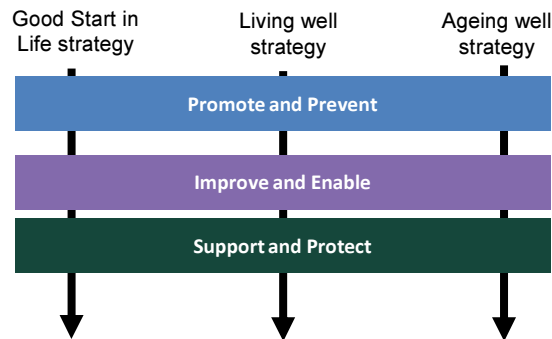 Good Start in
Life strategy
Living well
strategy
Ageing well
strategy
Promote and Prevent
Improve and Enable
Support and Protect